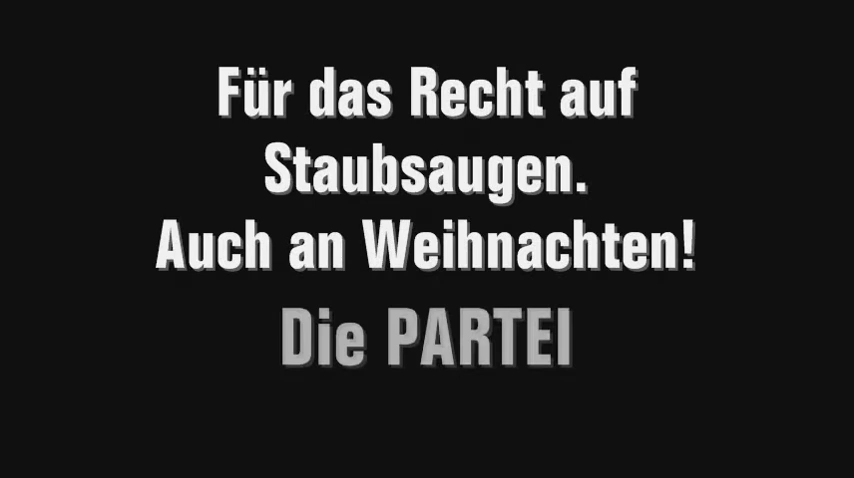 Für das Recht auf
Staubsaugen.
Auch an Weihnachten!
Die PARTEI